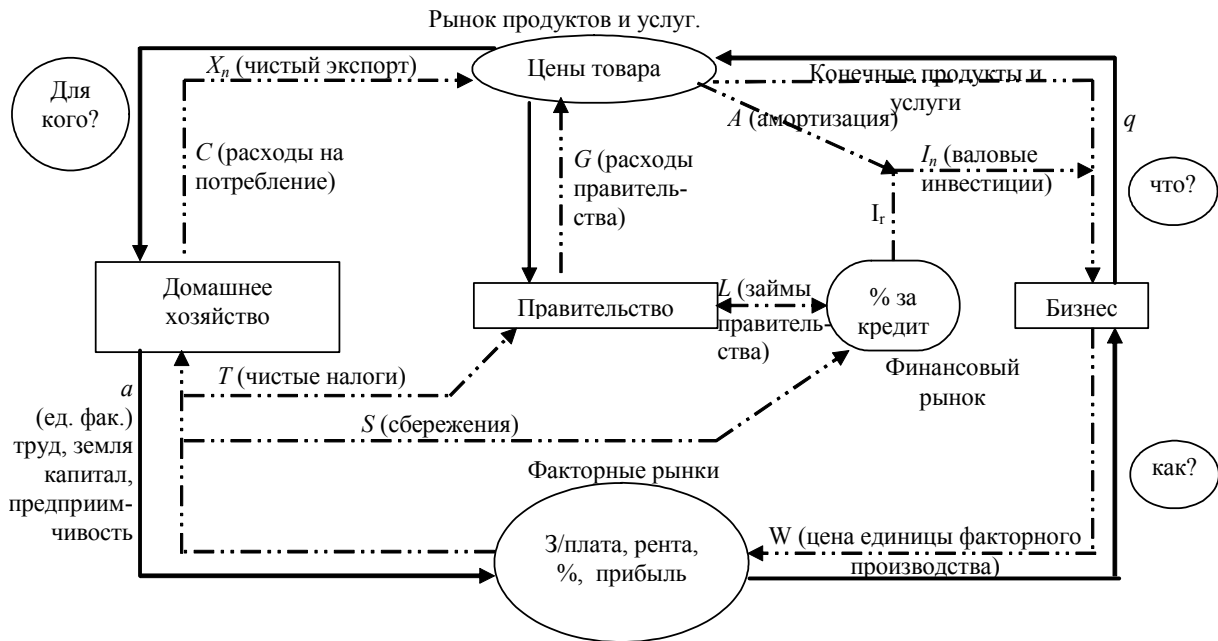 Рынок продуктов и услуг.
Для
кого?
Xn (чистый экспорт)
Цены товара
Конечные продукты и
услуги
A (амортизация)
q
C (расходы на
потребление)
G (расходы
правитель-
ства)
In (валовые
инвестиции)
что?
Ir
Домашнее
хозяйство
Правительство
L (займы
правитель-
ства)
% за
кредит
Бизнес
Финансовый
рынок
T (чистые налоги)
a
(ед. фак.)
труд, земля
капитал,
предприим-
чивость
S (сбережения)
Факторные рынки
как?
З/плата, рента,
%, прибыль
W (цена единицы факторного
производства)